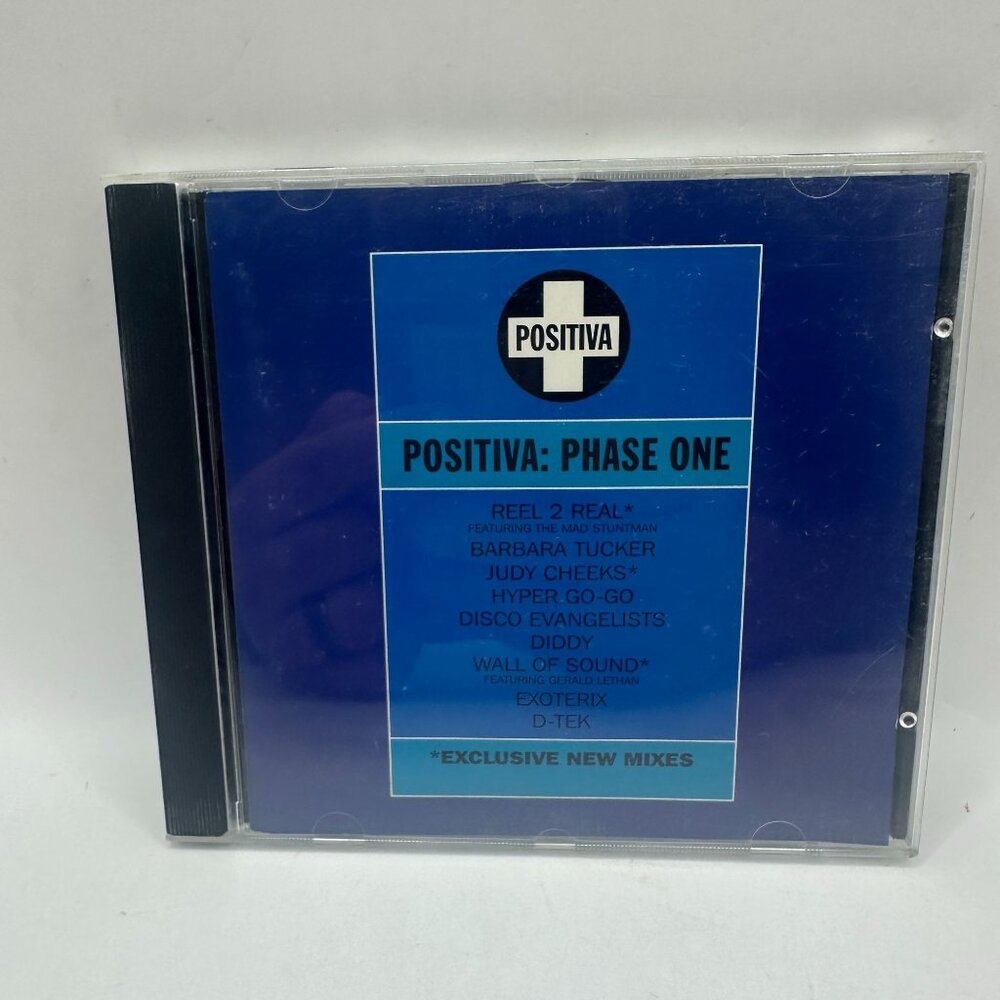 POSITIVA
POSITIVA: PHASE ONE
REEL 2 REAL*
FEATURING THE MAD STUNTMAN
BARBARA TUCKER
JUDY CHEEKS*
HYPER GO-GO
DISCO EVANGELISTS
DIDDY
WALL OF SOUND*
FEATURING GERALD LETHAN
EXOTERIX
D-TEK
*EXCLUSIVE NEW MIXES